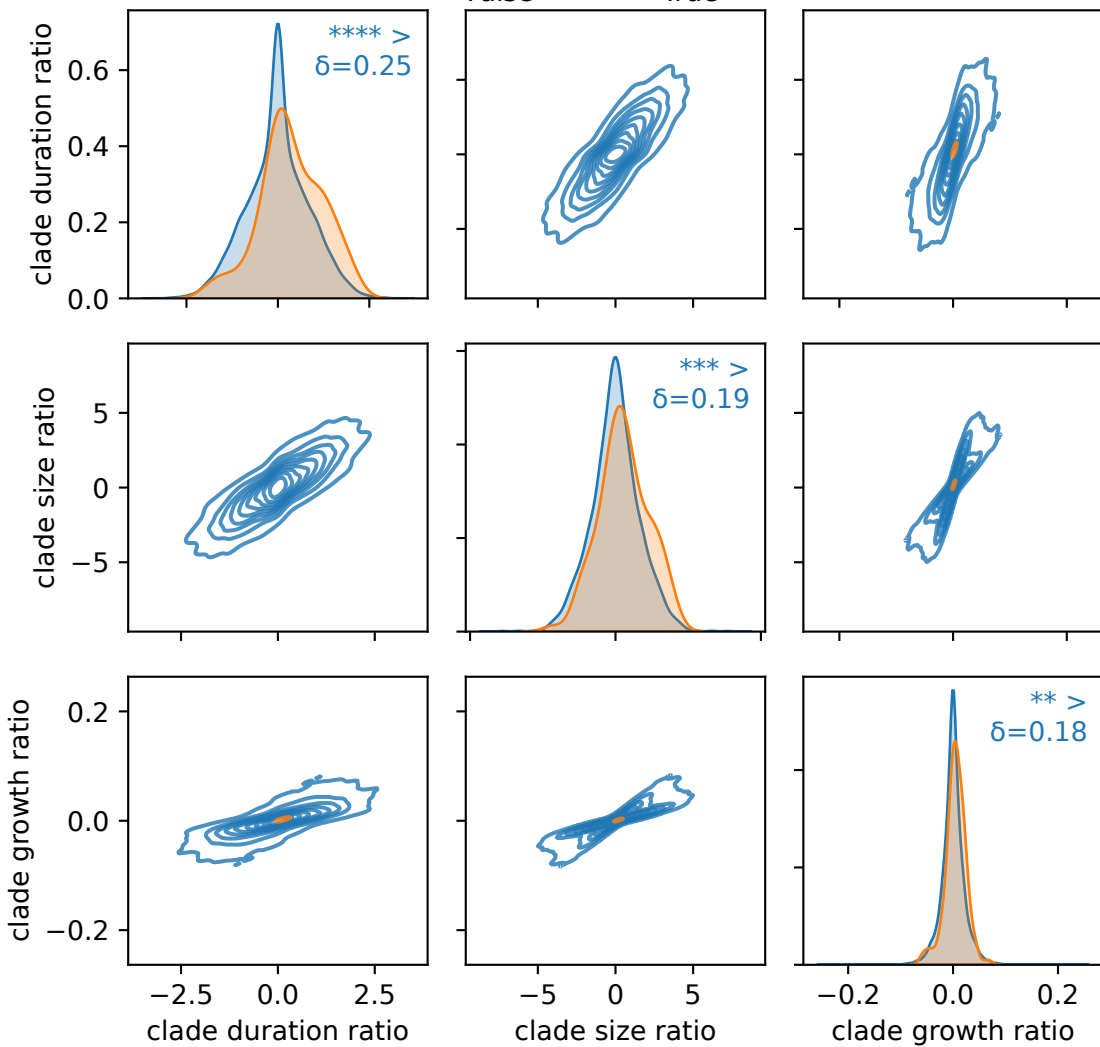 clade duration ratio
0.6
0.4
0.2
0.0
**** >
δ=0.25
clade size ratio
5
0
−5
*** >
δ=0.19
clade growth ratio
0.2
0.0
−0.2
** >
δ=0.18
−2.5 0.0 2.5
−5 0 5
−0.2 0.0 0.2
clade duration ratio
clade size ratio
clade growth ratio